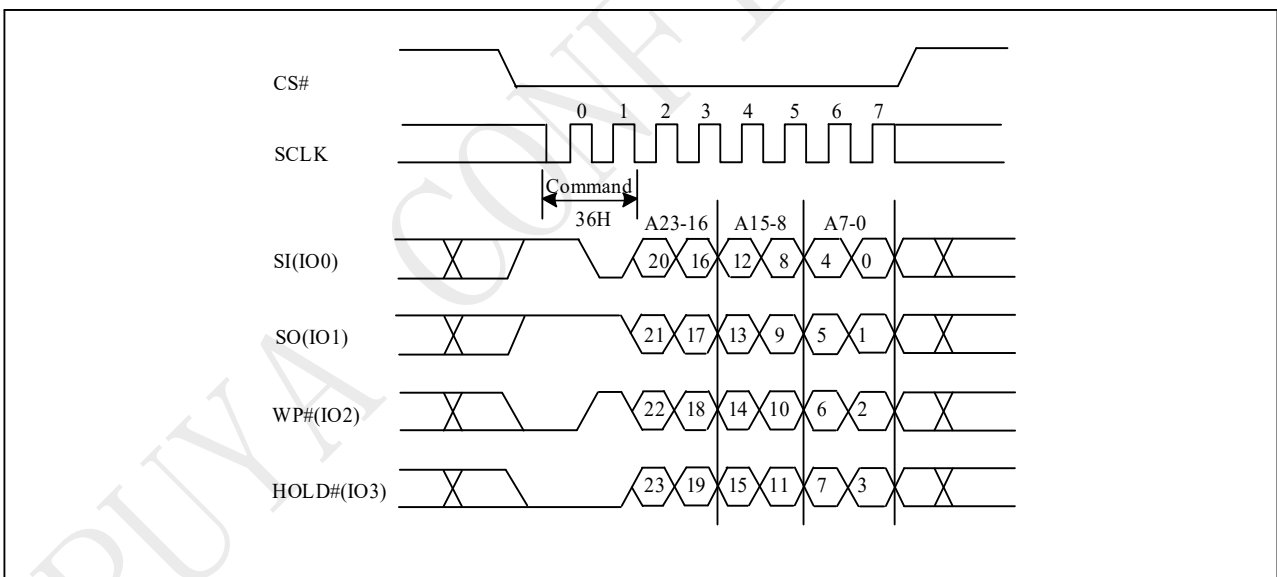 PUYA CONF
CS#
0 1 2 3 4 5 6 7
SCLK
Command
36H
A23-16 A15-8 A7-0
SI(IO0) 20 16 12 8 4 0
SO(IO1) 21 17 13 9 5 1
WP#(IO2) 22 18 14 10 6 2
HOLD#(IO3) 23 19 15 11 7 3